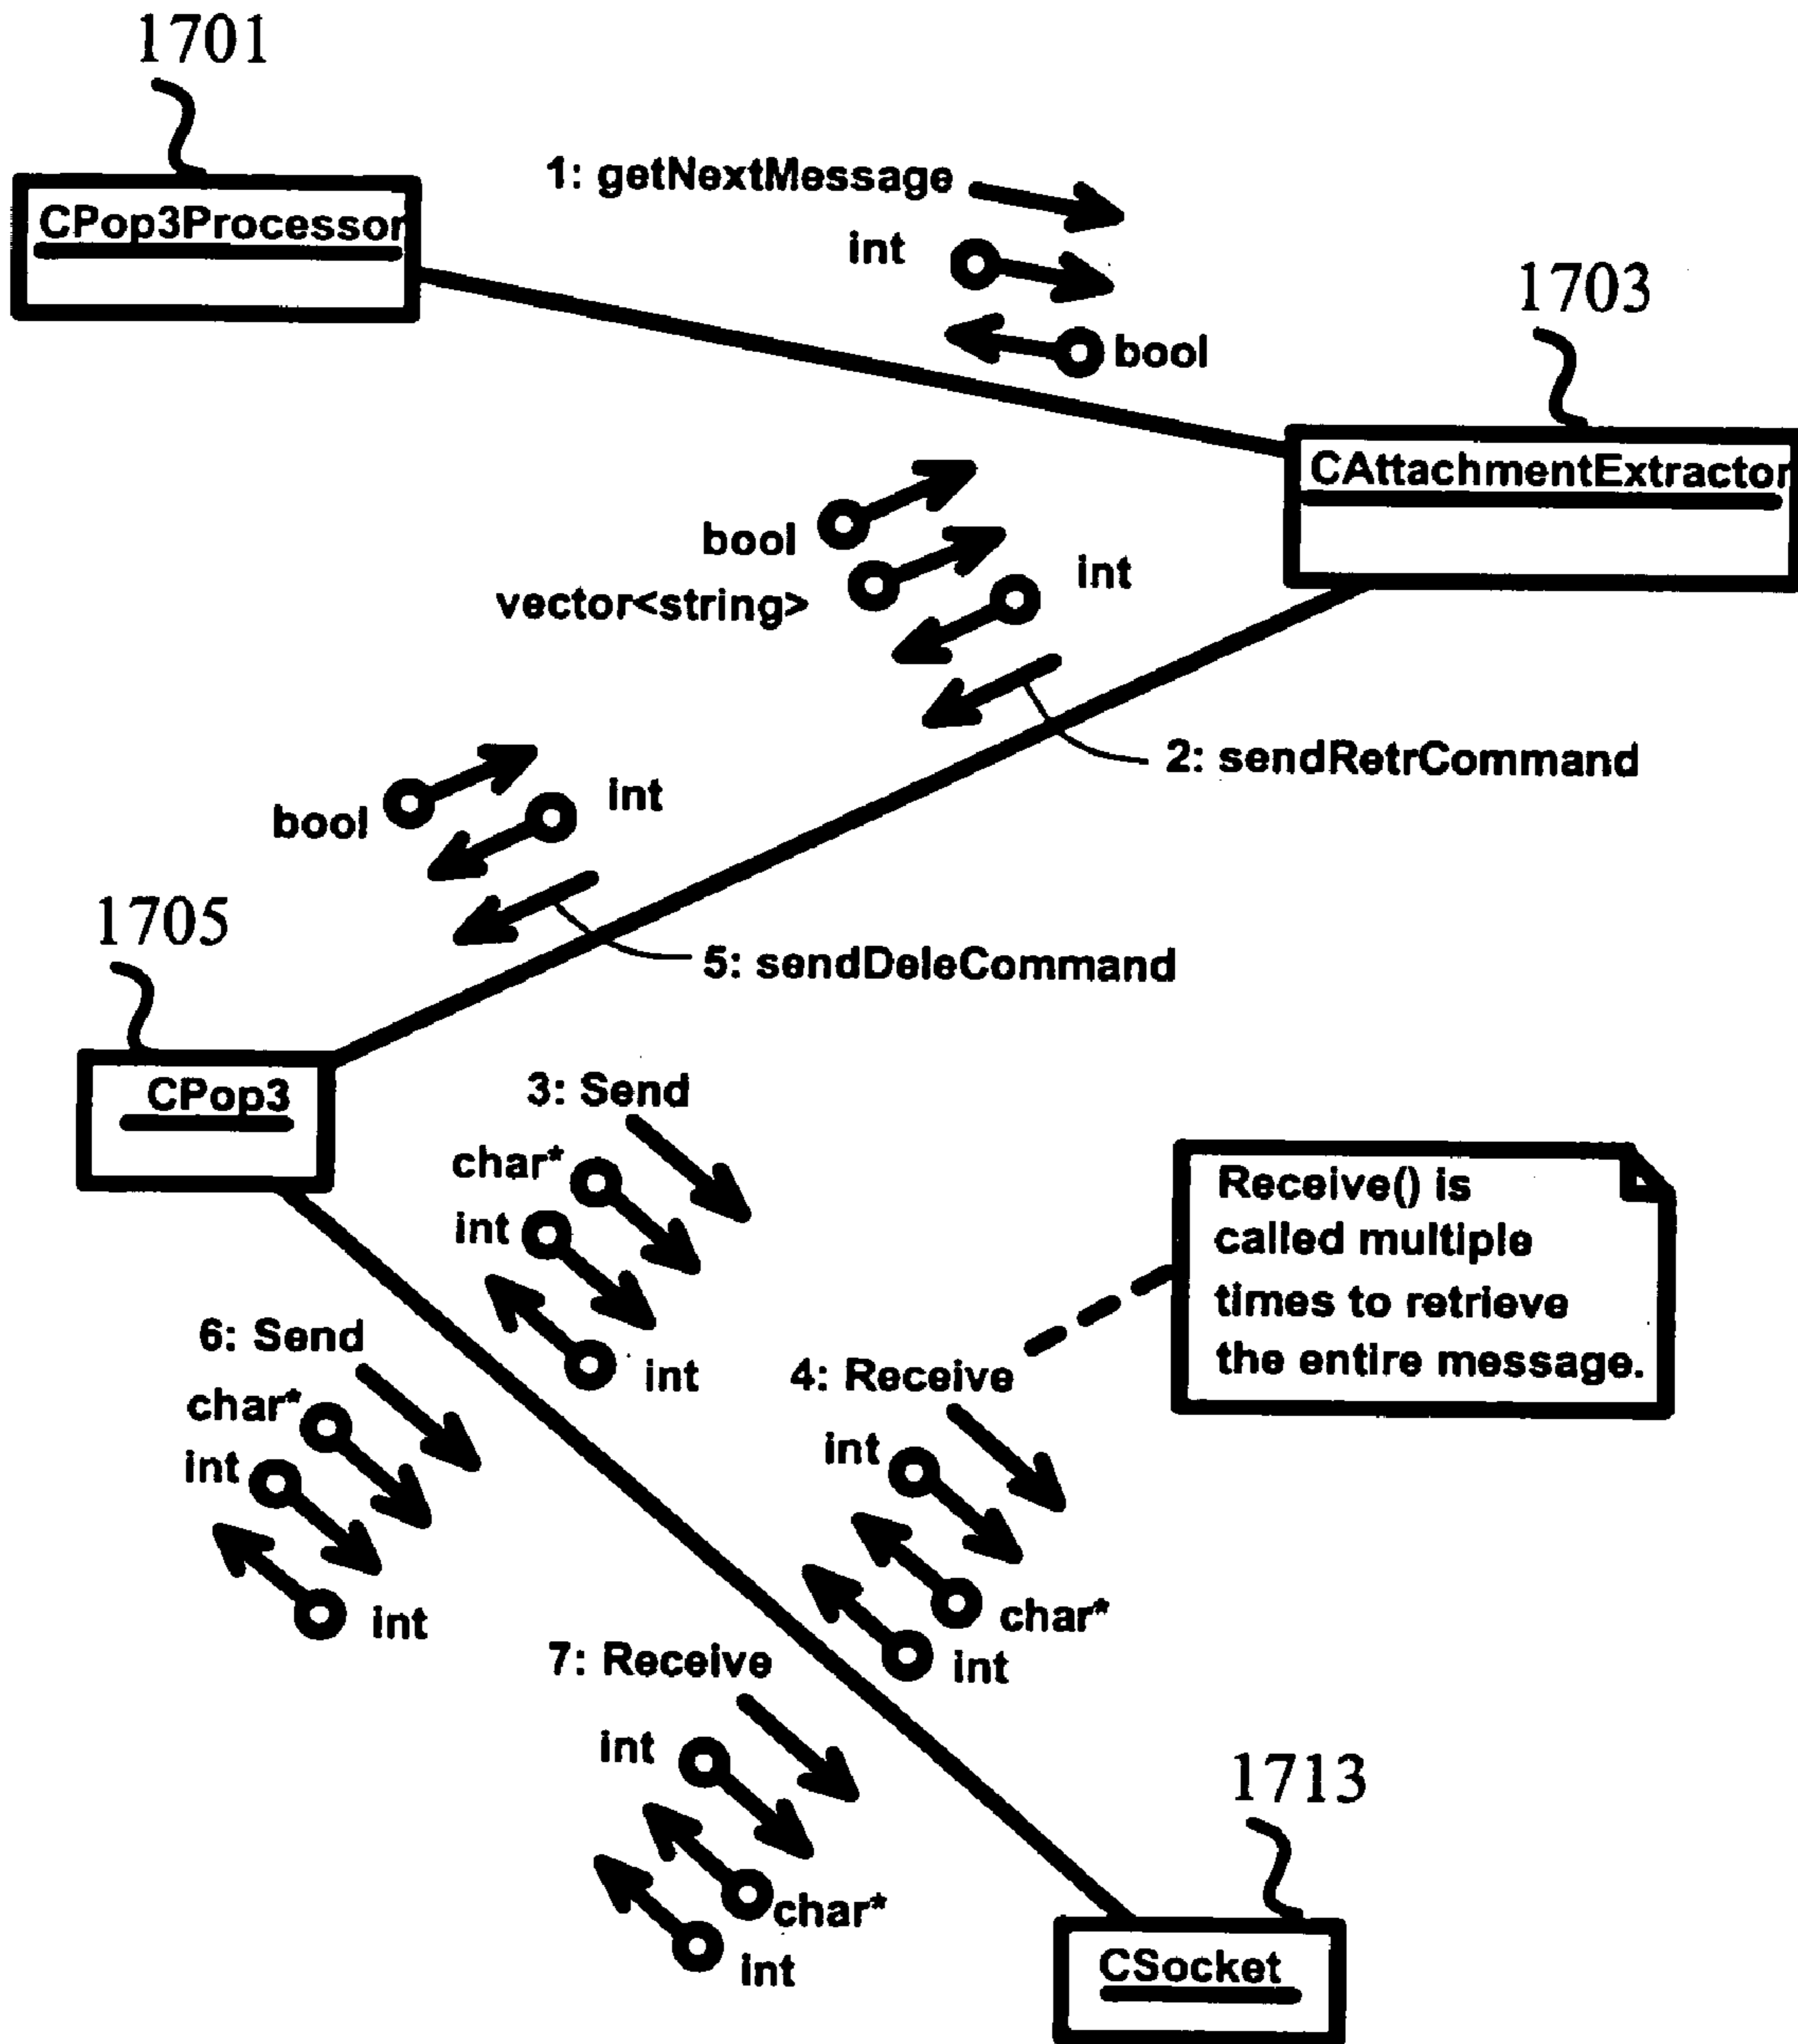 1701
CPop3Processor
1: getNextMessage
int
bool
1703
CAttachmentExtractor
bool
int
vector<string>
2: sendRetrCommand
bool
int
5: sendDeleCommand
1705
CPop3
3: Send
char*
int
int
Receive() is
called multiple
times to retrieve
the entire message.
6: Send
char*
int
int
4: Receive
int
char*
int
7: Receive
int
char*
int
1713
CSocket